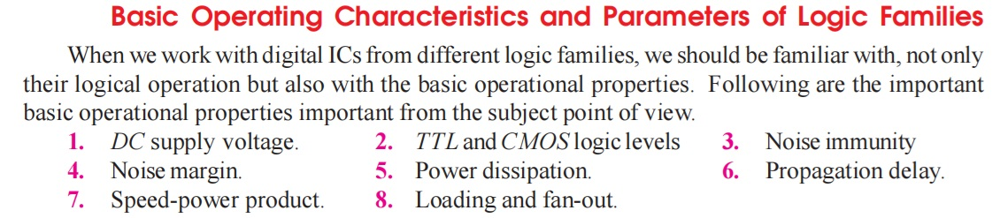 Basic Operating Characteristics and Parameters of Logic Families
When we work with digital ICs from different logic families, we should be familiar with, not only
their logical operation but also with the basic operational properties. Following are the important
basic operational properties important from the subject point of view.
1. DC supply voltage. 2. TTL and CMOS logic levels 3. Noise immunity
4. Noise margin. 5. Power dissipation. 6. Propagation delay.
7. Speed-power product. 8. Loading and fan-out.